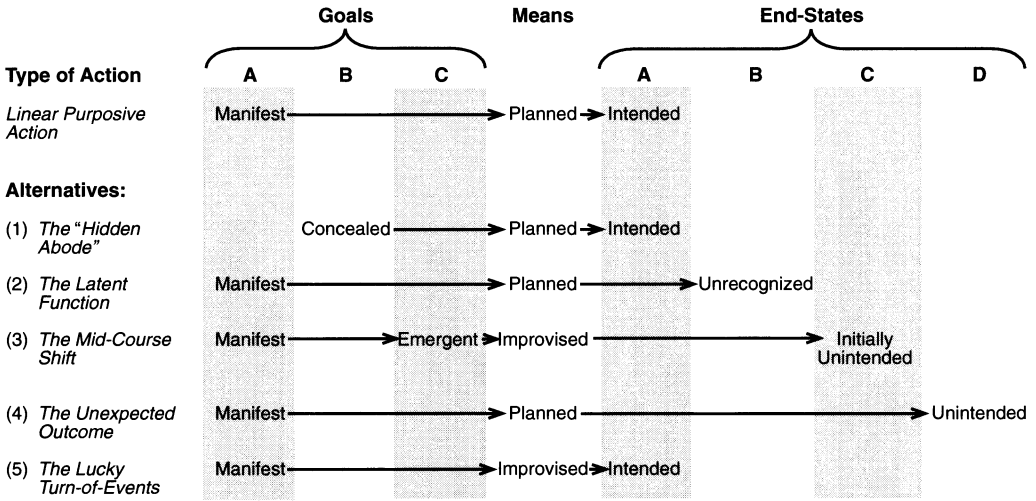 Goals Means End-States
Type of Action A B C A B C D
Linear Purposive Manifest Planned Intended
Action
Alternatives:
(1) The "Hidden Concealed Planned Intended
Abode"
(2) The Latent Manifest Planned Unrecognized
Function
(3) The Mid-Course Manifest Emergent Improvised Initially
Shift Unintended
(4) The Unexpected Manifest Planned Unintended
Outcome
(5) The Lucky Manifest Improvised Intended
Turn-of-Events